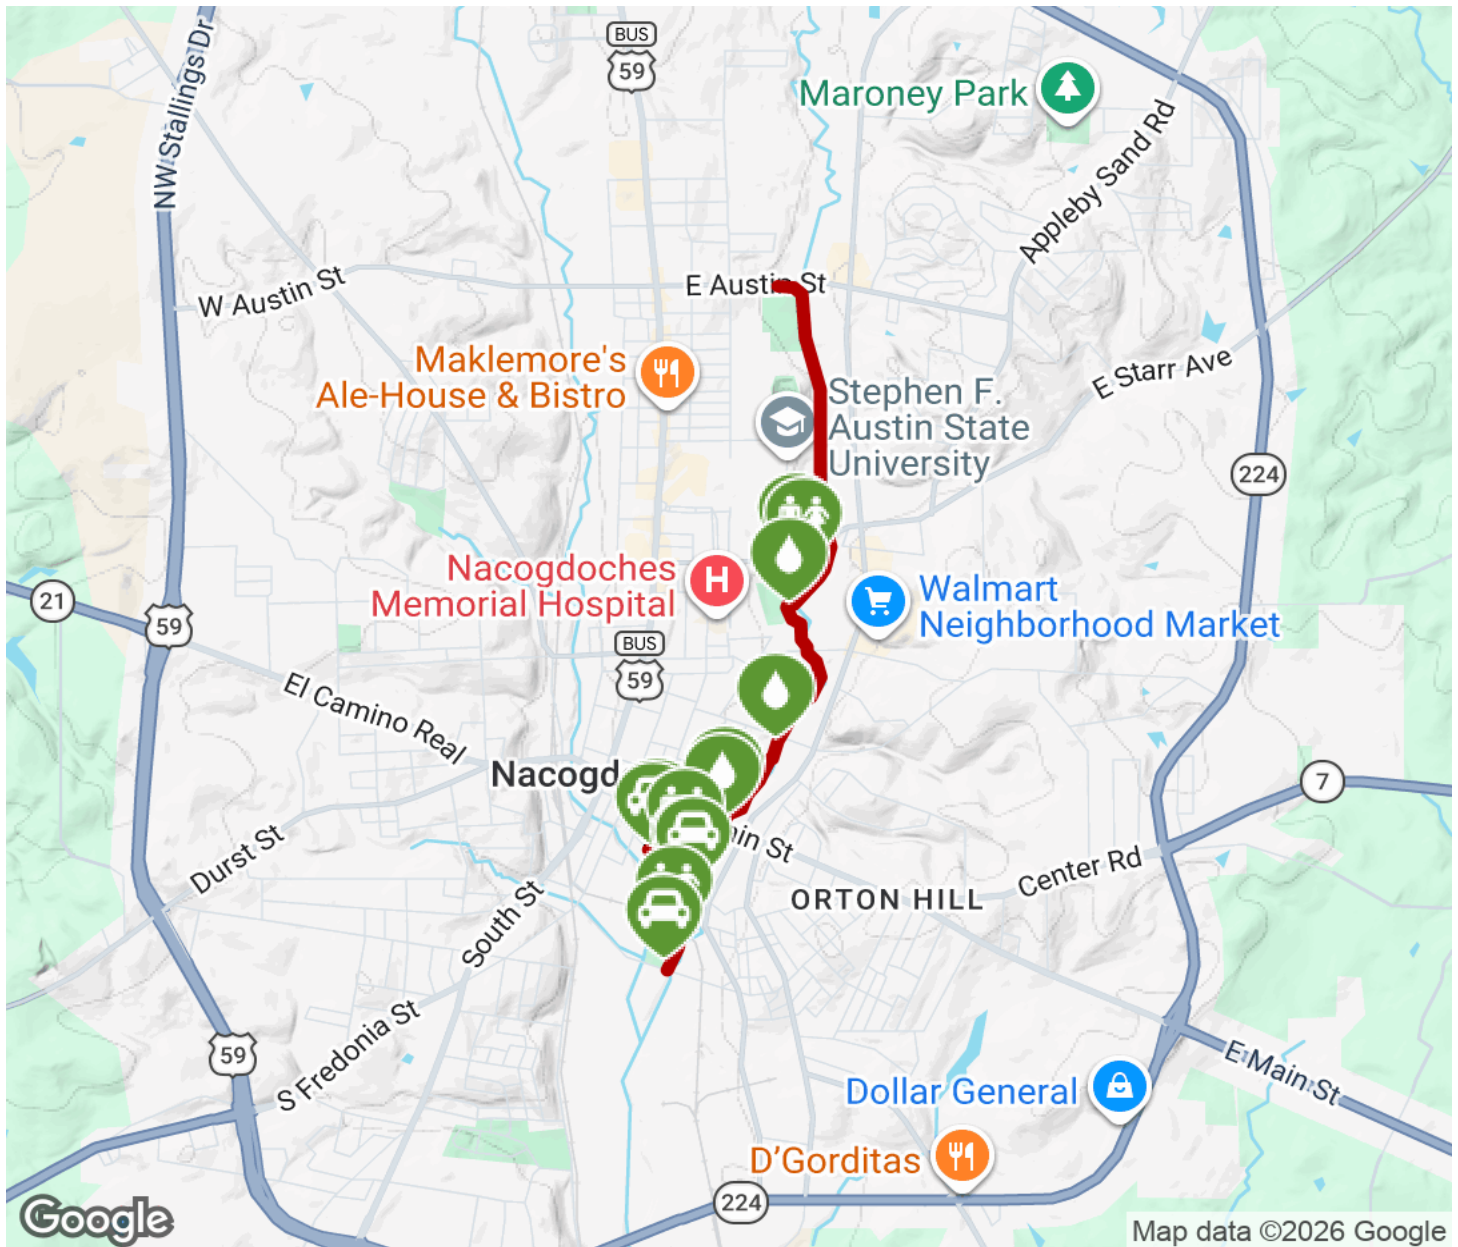 NW Stallings Dr
BUS
59
Maroney Park
Appleby Sand Rd
W Austin St
E Austin St
Maklemore's
Ale-House & Bistro
Stephen F.
Austin State
University
E Starr Ave
224
21
59
Nacogdoches
Memorial Hospital
H
Walmart
Neighborhood Market
BUS
59
El Camino Real
Nacogd
7
Durst St
in St
Center Rd
ORTON HILL
South St
S Fredonia St
59
E Main St
Dollar General
D'Gorditas
224
Google
Map data ©2026 Google